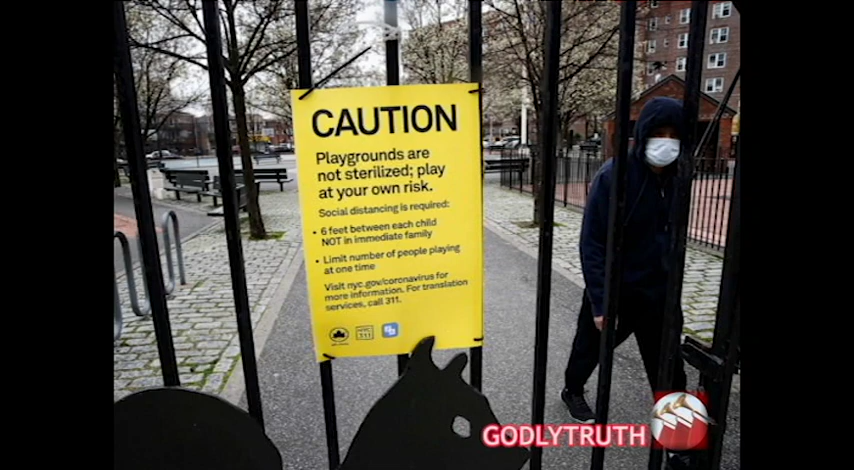 CAUTION
Playgrounds are
not sterilized; play
at your own risk.
Social distancing is required:
• 6 feet between each child
NOT in immediate family
• Limit number of people playing
at one time
Visit nyc.gov/coronavirus for
more information. For translation
services, call 311.
GODLYTRUTH